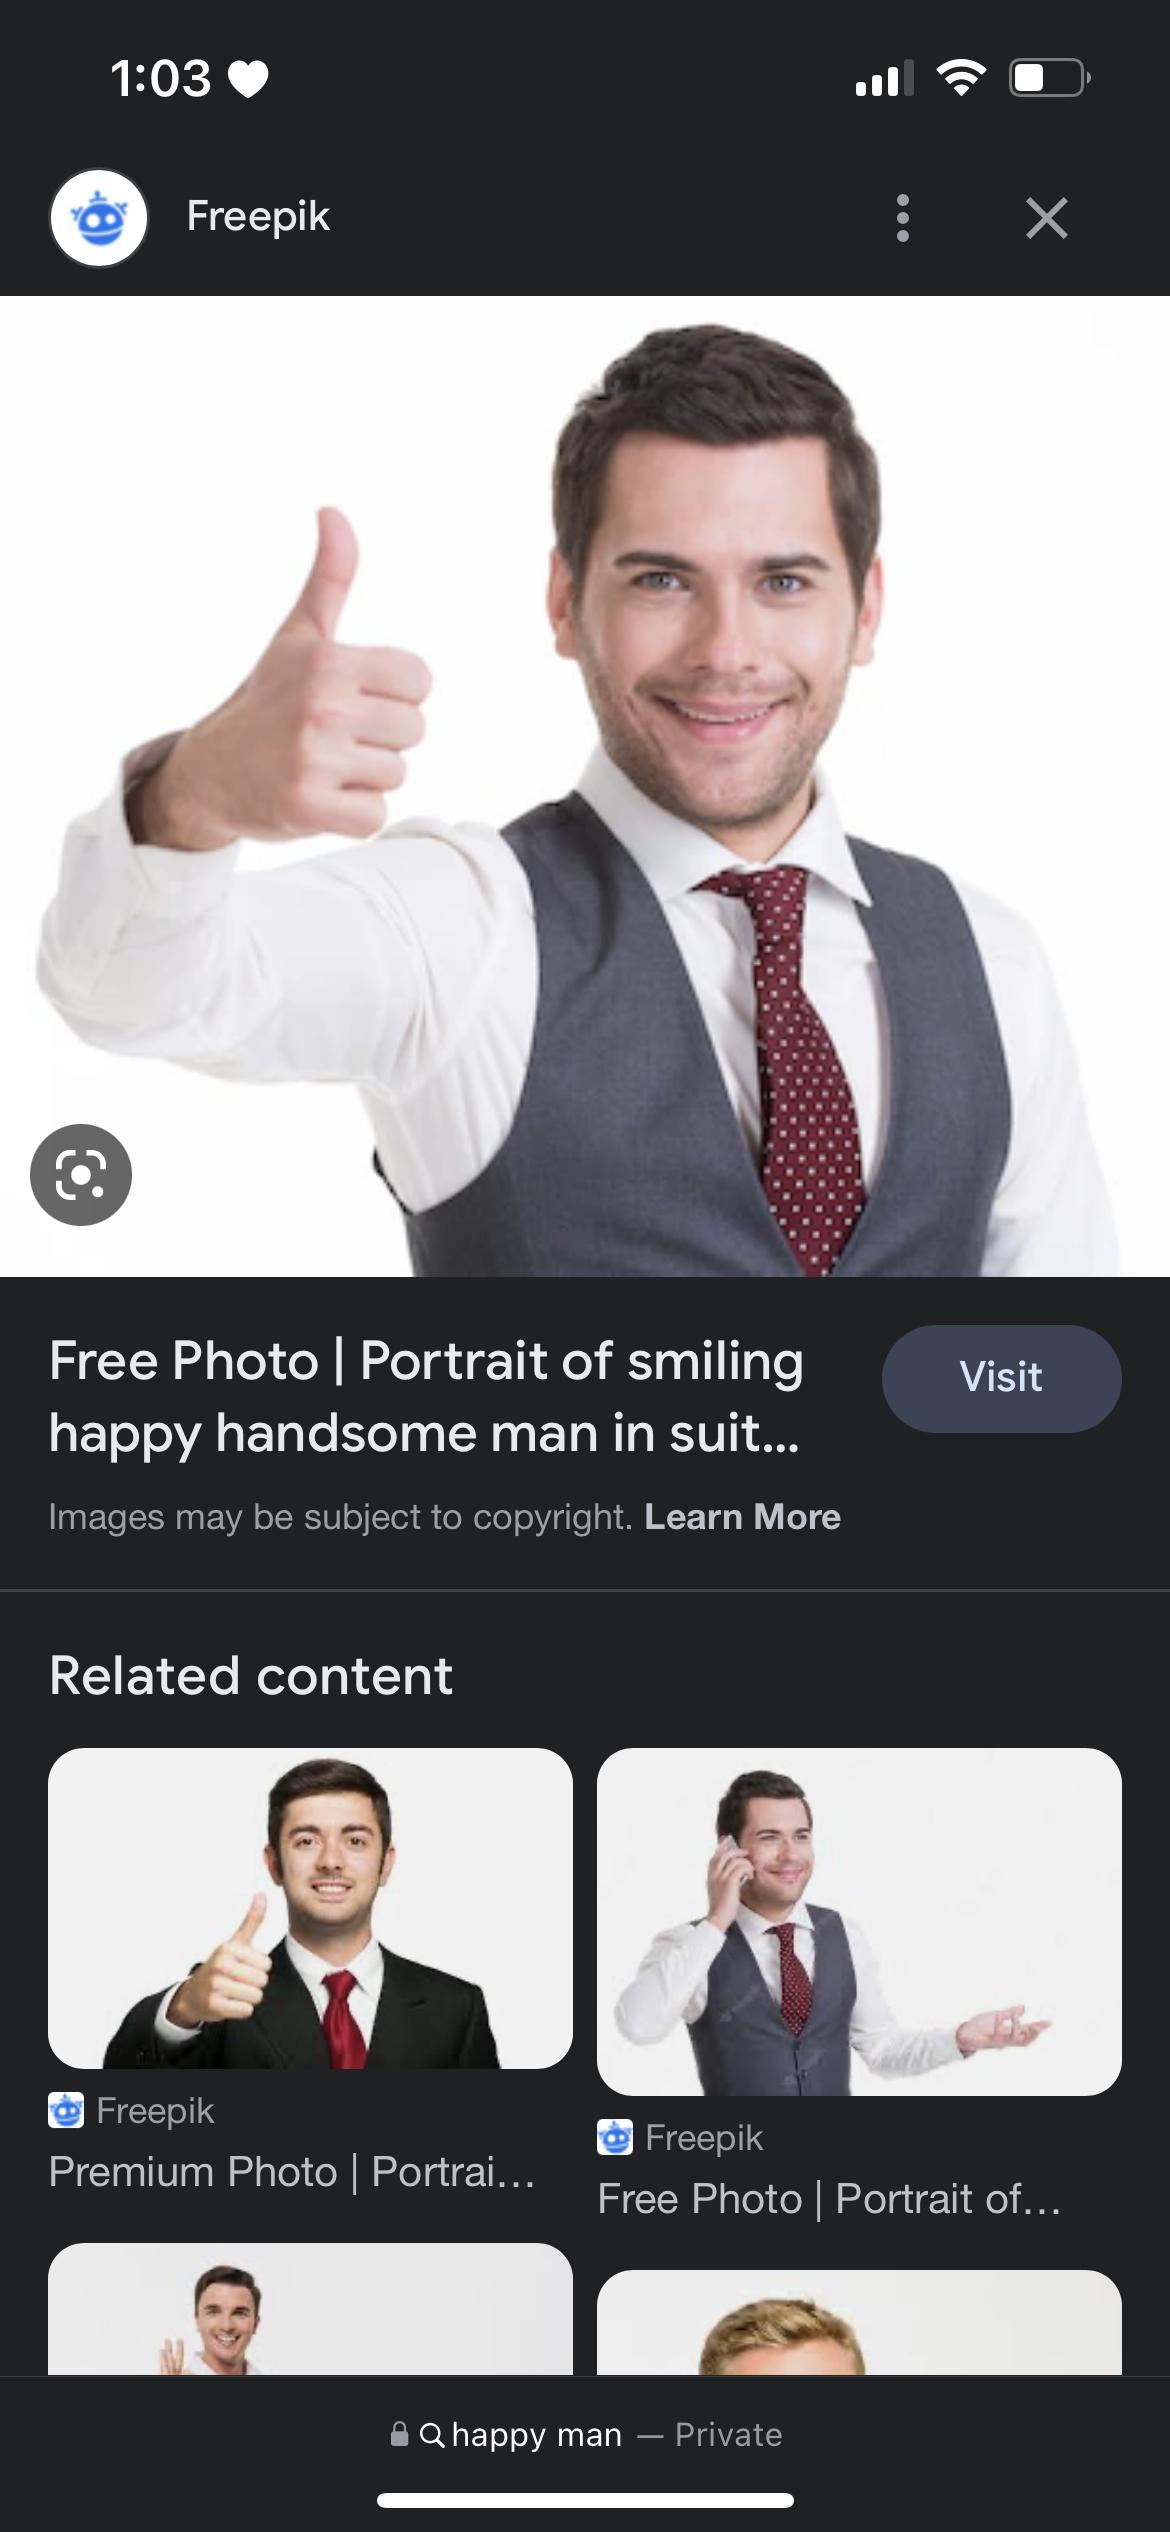 1:03
Freepik
Free Photo | Portrait of smiling
happy handsome man in suit...
Visit
Images may be subject to copyright. Learn More
Related content
Freepik
Premium Photo | Portrai...
Freepik
Free Photo | Portrait of...
happy man — Private